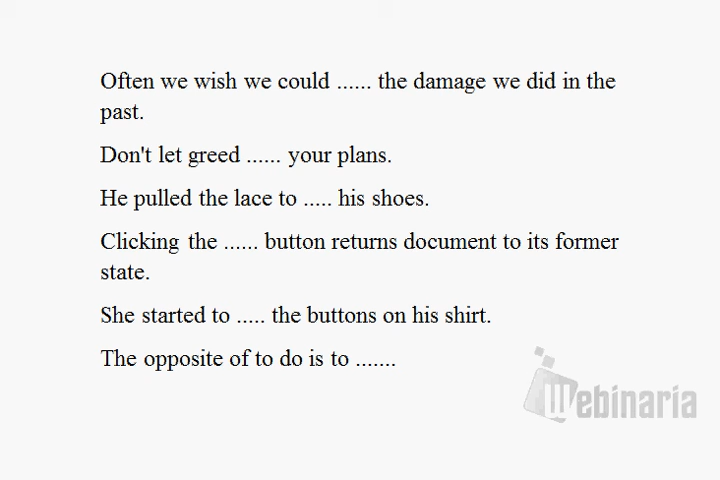 Often we wish we could ...... the damage we did in the
past.
Don't let greed ...... your plans.
He pulled the lace to ..... his shoes.
Clicking the ...... button returns document to its former
state.
She started to ..... the buttons on his shirt.
The opposite of to do is to .......
Webinaria